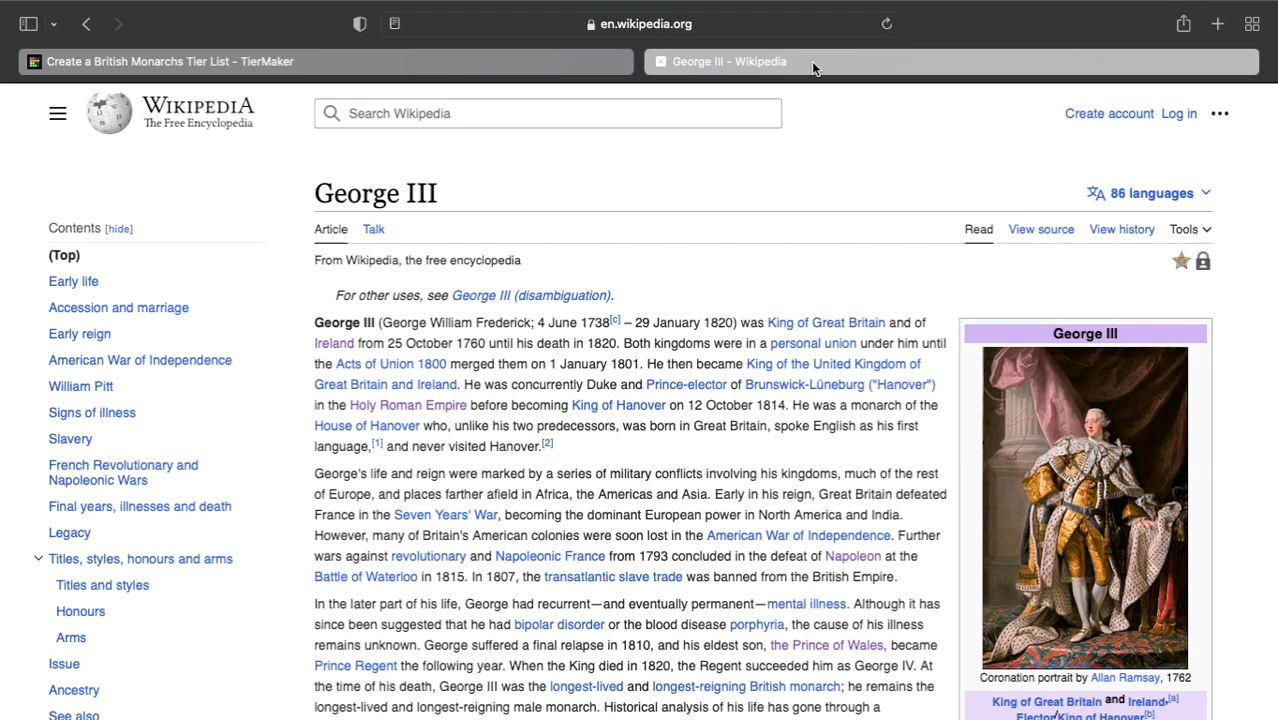 en.wikipedia.org
Create a British Monarchs Tier List - TierMaker
George III - Wikipedia
WIKIPEDIA
The Free Encyclopedia
Search Wikipedia
Create account Log in
George III
86 languages
Contents [hide]
(Top)
Early life
Accession and marriage
Early reign
American War of Independence
William Pitt
Signs of illness
Slavery
French Revolutionary and
Napoleonic Wars
Final years, illnesses and death
Legacy
Titles, styles, honours and arms
Titles and styles
Honours
Arms
Issue
Ancestry
See also
Article Talk
Read View source View history Tools
From Wikipedia, the free encyclopedia
For other uses, see George III (disambiguation).
George III (George William Frederick; 4 June 1738[c] – 29 January 1820) was King of Great Britain and of
Ireland from 25 October 1760 until his death in 1820. Both kingdoms were in a personal union under him until
the Acts of Union 1800 merged them on 1 January 1801. He then became King of the United Kingdom of
Great Britain and Ireland. He was concurrently Duke and Prince-elector of Brunswick-Lüneburg ("Hanover")
in the Holy Roman Empire before becoming King of Hanover on 12 October 1814. He was a monarch of the
House of Hanover who, unlike his two predecessors, was born in Great Britain, spoke English as his first
language,[1] and never visited Hanover.[2]
George's life and reign were marked by a series of military conflicts involving his kingdoms, much of the rest
of Europe, and places farther afield in Africa, the Americas and Asia. Early in his reign, Great Britain defeated
France in the Seven Years' War, becoming the dominant European power in North America and India.
However, many of Britain's American colonies were soon lost in the American War of Independence. Further
wars against revolutionary and Napoleonic France from 1793 concluded in the defeat of Napoleon at the
Battle of Waterloo in 1815. In 1807, the transatlantic slave trade was banned from the British Empire.
In the later part of his life, George had recurrent—and eventually permanent—mental illness. Although it has
since been suggested that he had bipolar disorder or the blood disease porphyria, the cause of his illness
remains unknown. George suffered a final relapse in 1810, and his eldest son, the Prince of Wales, became
Prince Regent the following year. When the King died in 1820, the Regent succeeded him as George IV. At
the time of his death, George III was the longest-lived and longest-reigning British monarch; he remains the
longest-lived and longest-reigning male monarch. Historical analysis of his life has gone through a
George III
Coronation portrait by Allan Ramsay, 1762
King of Great Britain and Ireland,[a]
Elector/King of Hanover[b]